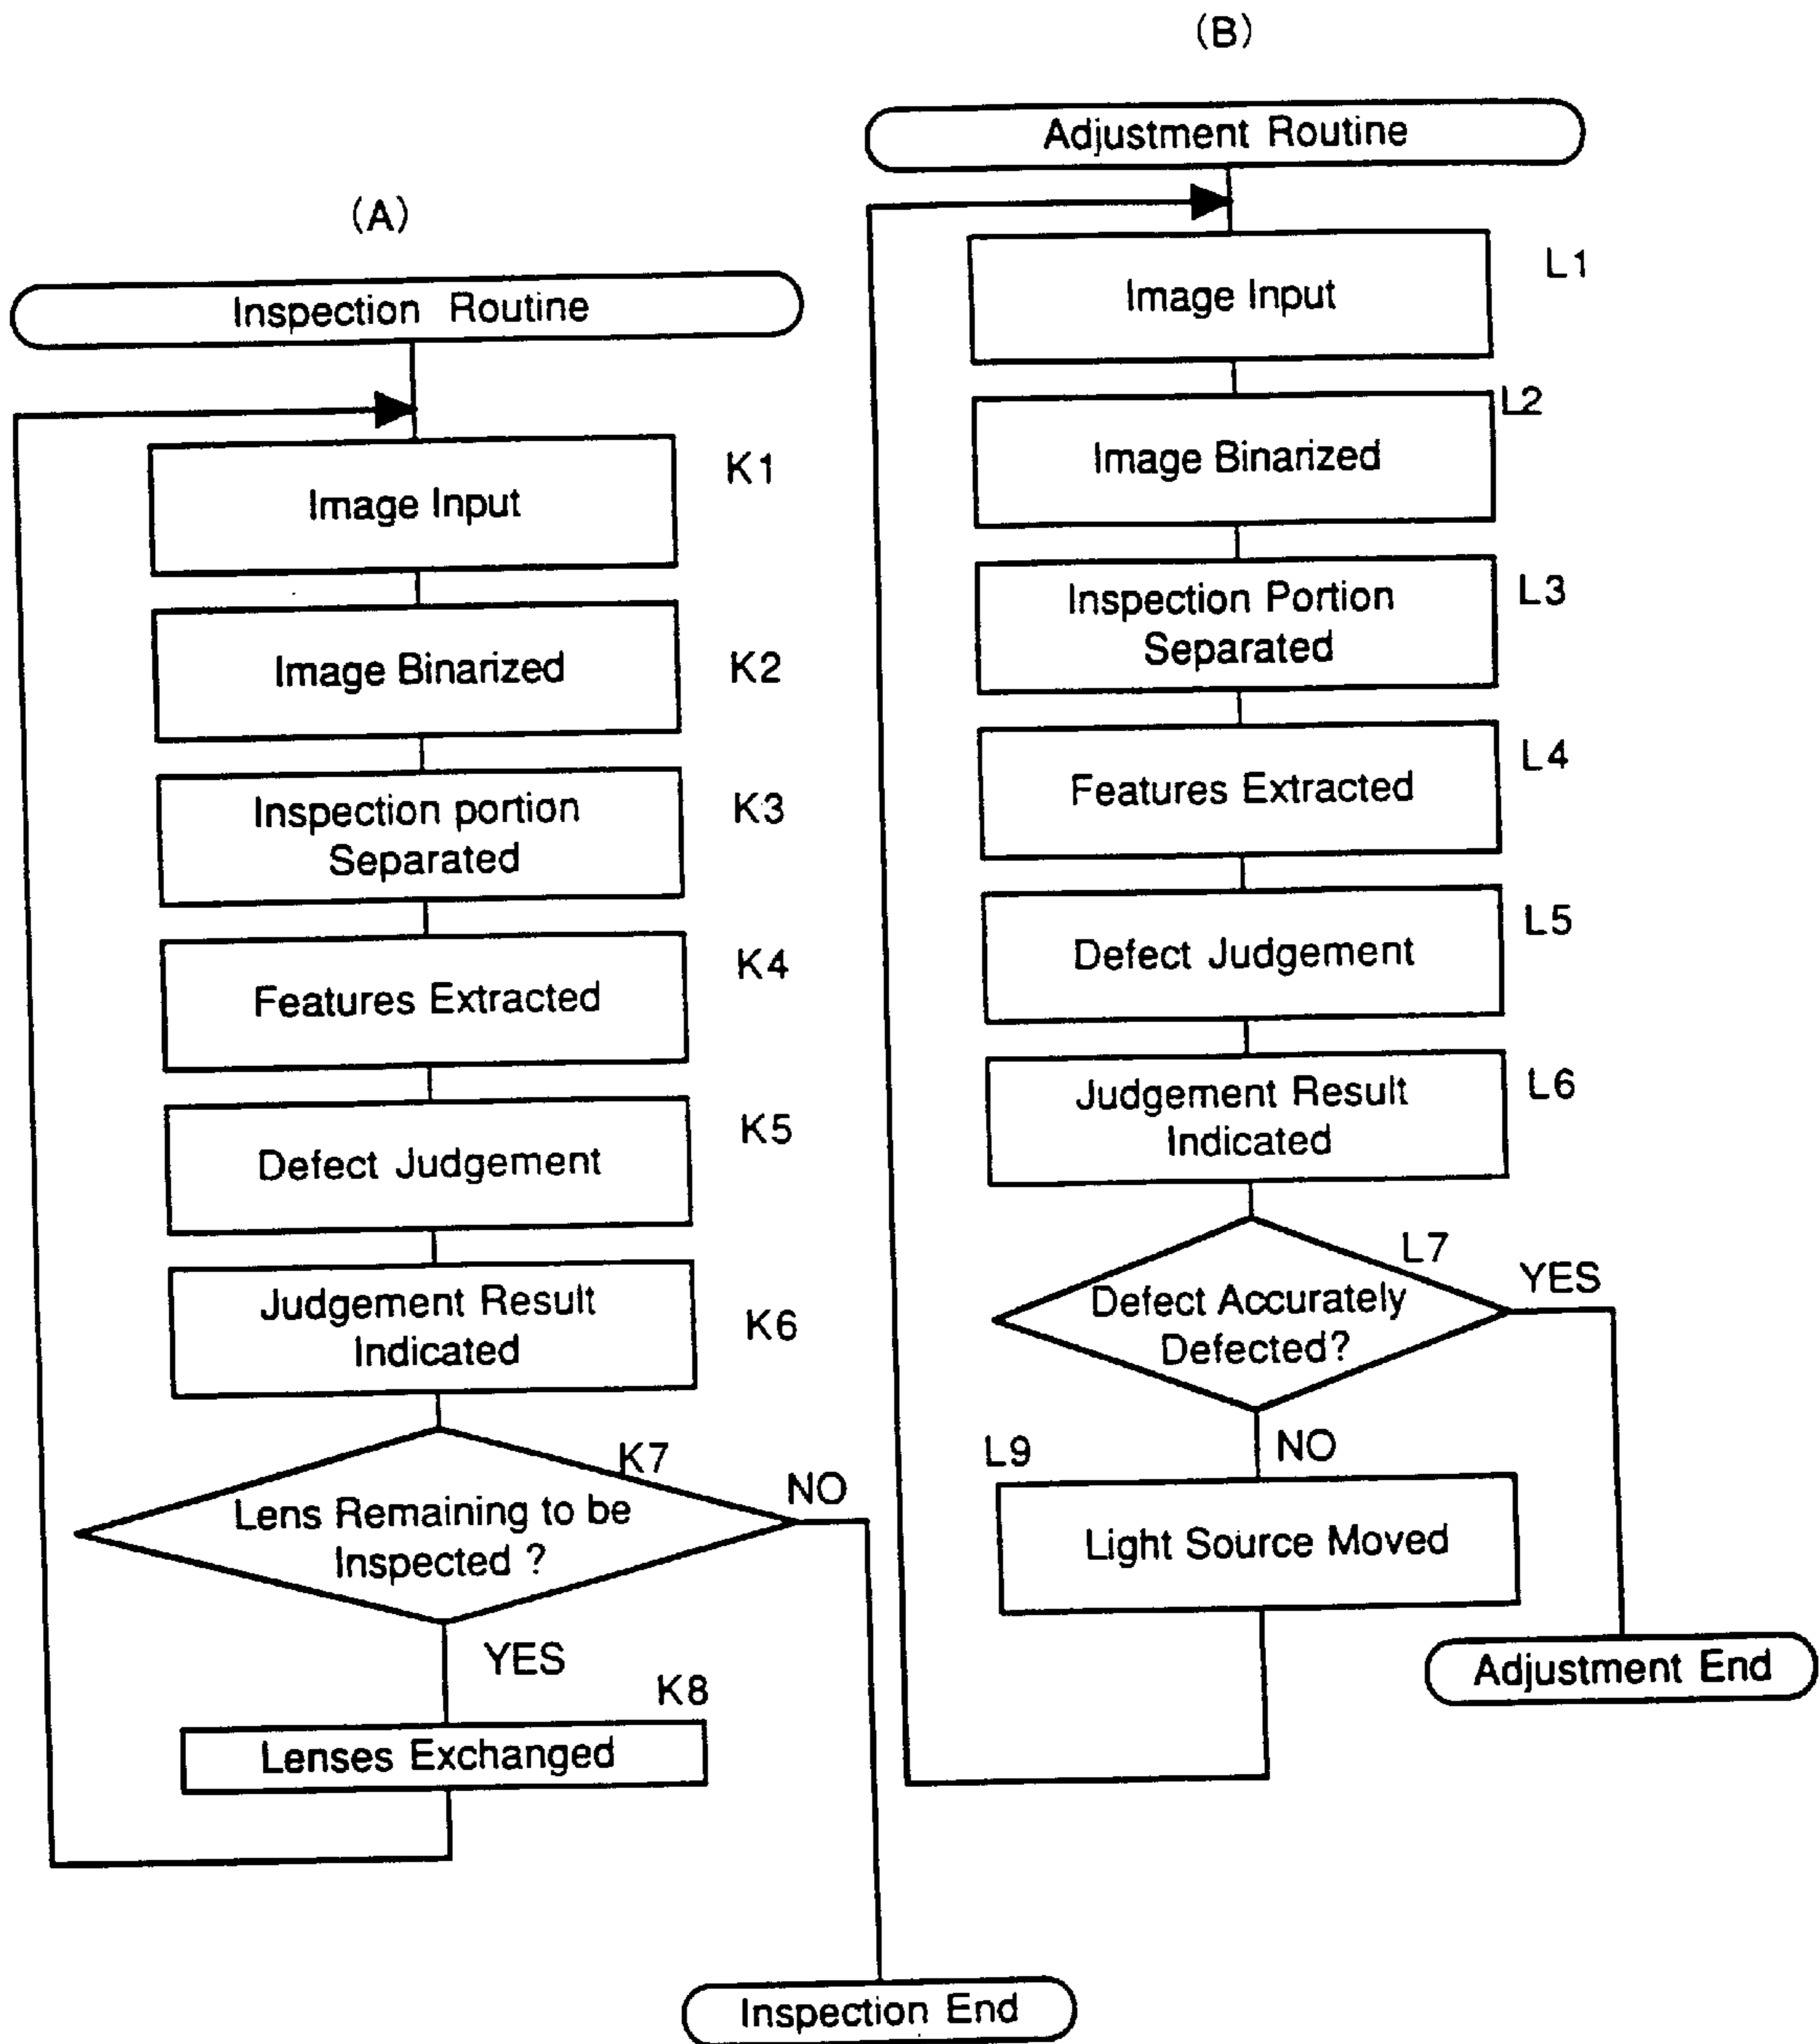 (A)
Inspection Routine
Image Input
K1
Image Binarized
K2
Inspection portion
Separated
K3
Features Extracted
K4
Defect Judgement
K5
Judgement Result
Indicated
K6
K7
Lens Remaining to be
Inspected ?
NO
YES
K8
Lenses Exchanged
Inspection End
(B)
Adjustment Routine
Image Input
L1
Image Binarized
L2
Inspection Portion
Separated
L3
Features Extracted
L4
Defect Judgement
L5
Judgement Result
Indicated
L6
L7
Defect Accurately
Defected?
YES
NO
L9
Light Source Moved
Adjustment End